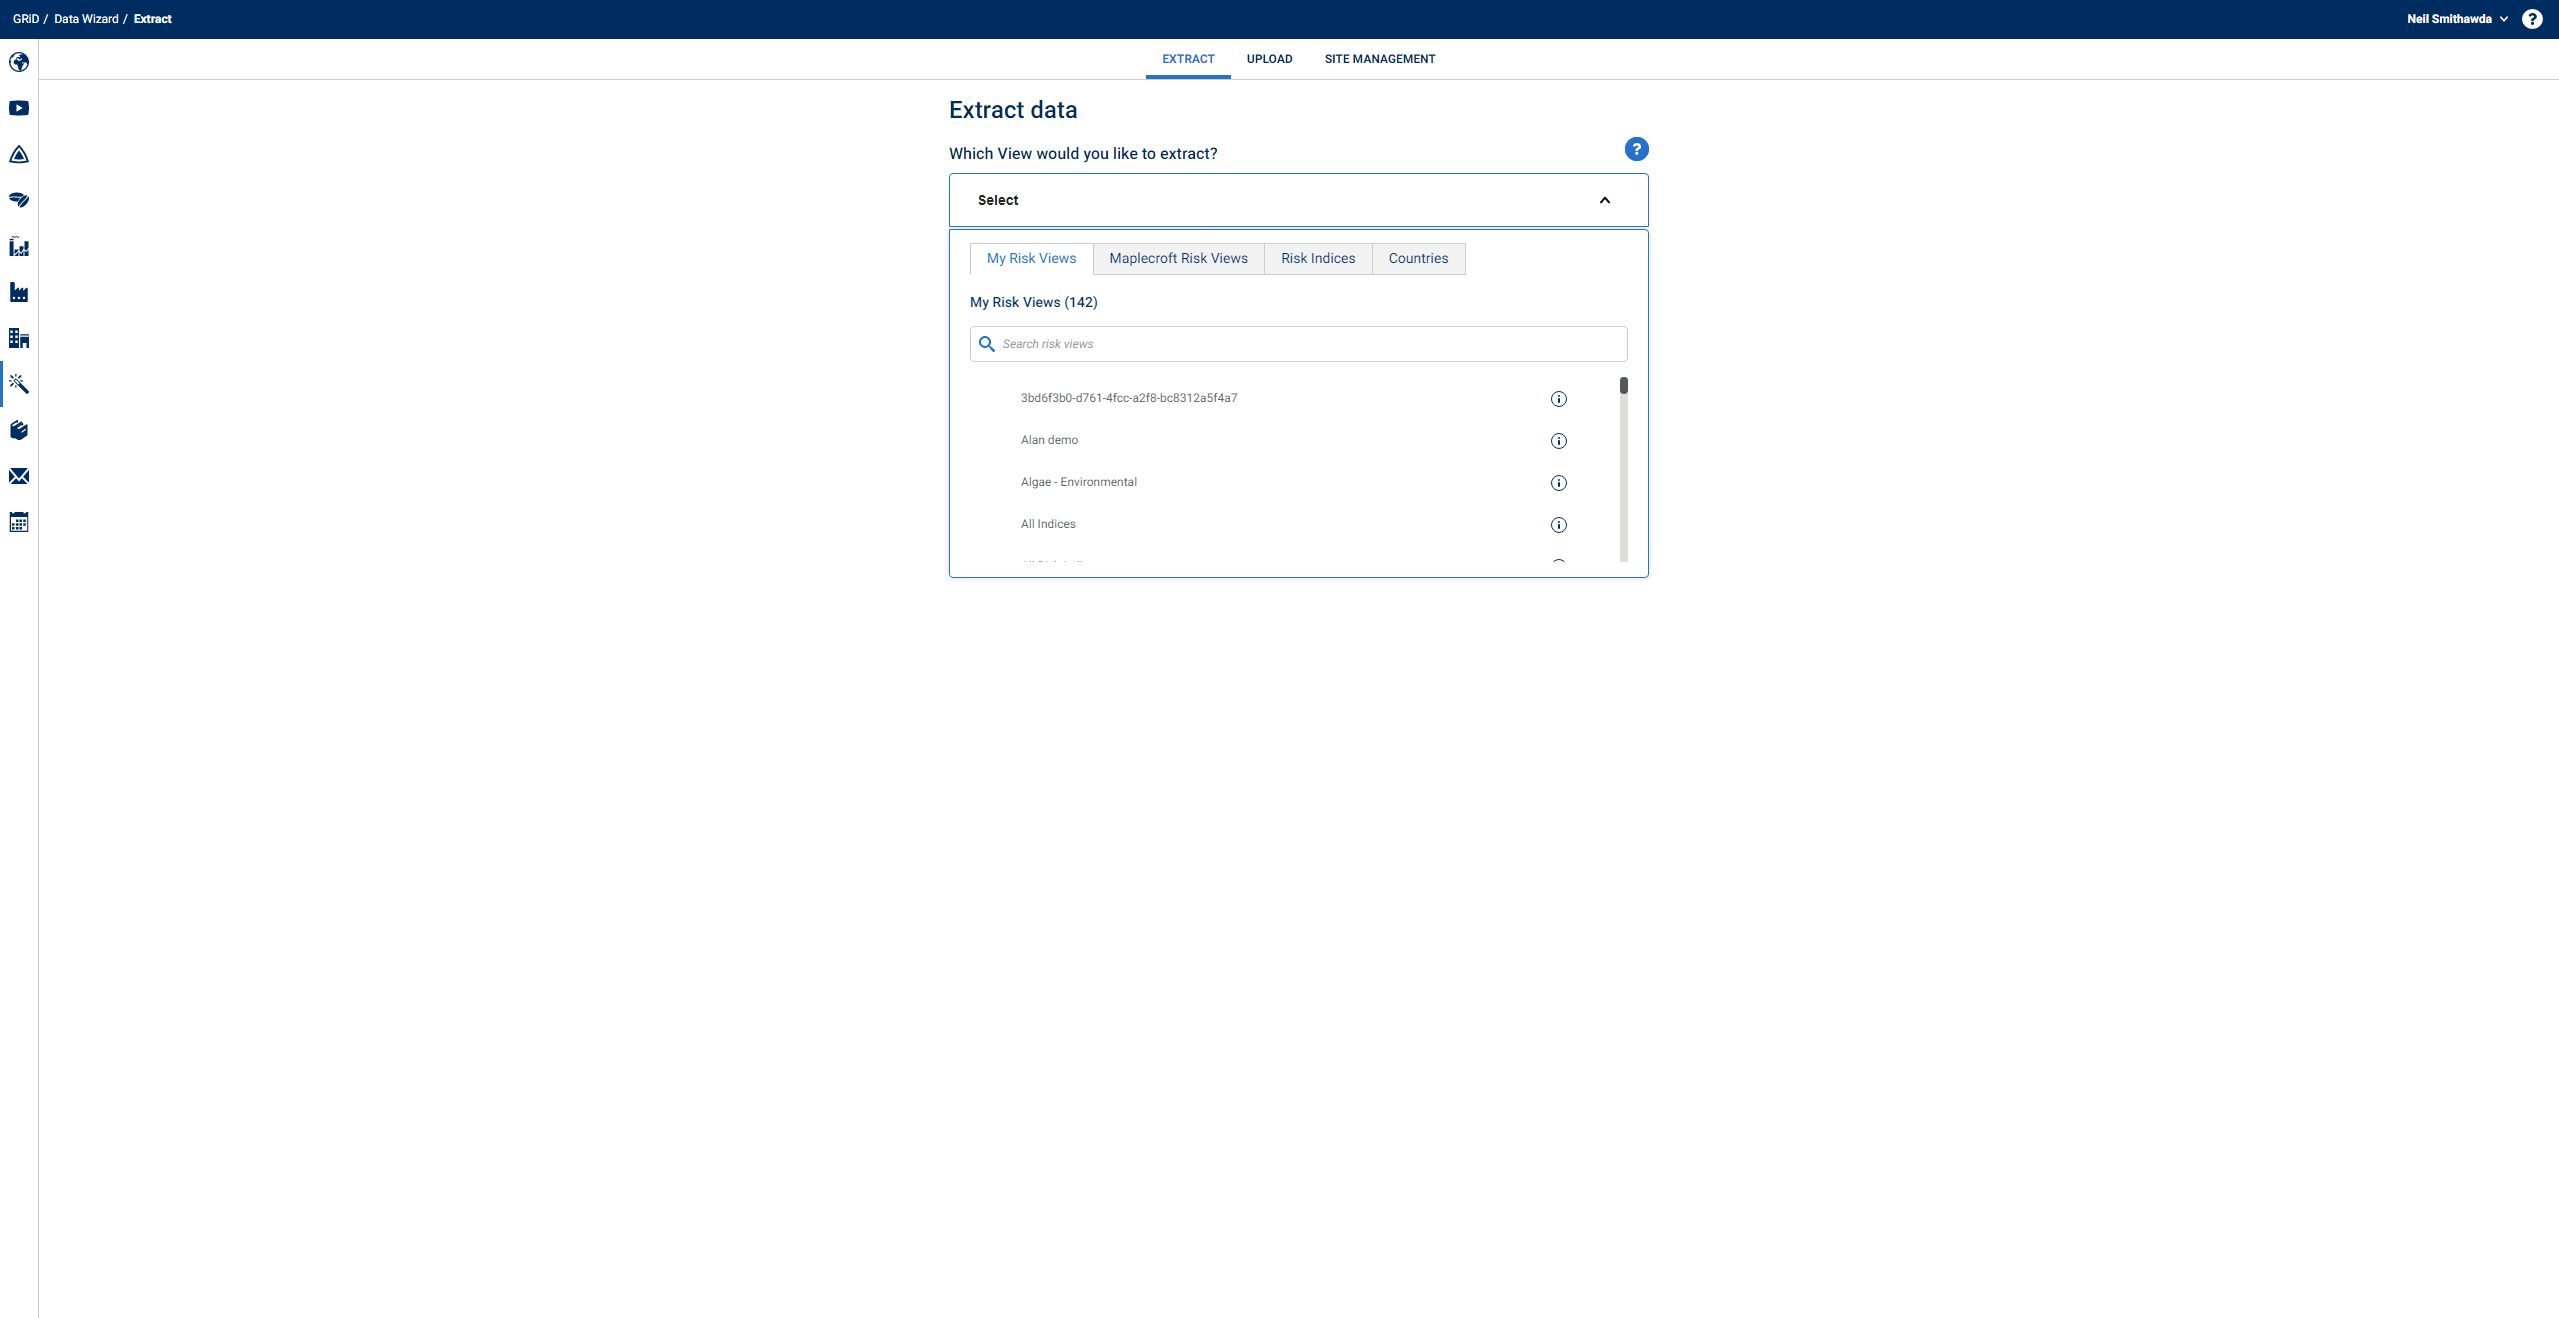 GRiD / Data Wizard / Extract
Neil Smithawda
EXTRACT UPLOAD SITE MANAGEMENT
Extract data
Which View would you like to extract?
Select
My Risk Views Maplecroft Risk Views Risk Indices Countries
My Risk Views (142)
Search risk views
3bd6f3b0-d761-4fcc-a2f8-bc8312a5f4a7
Alan demo
Algae - Environmental
All Indices